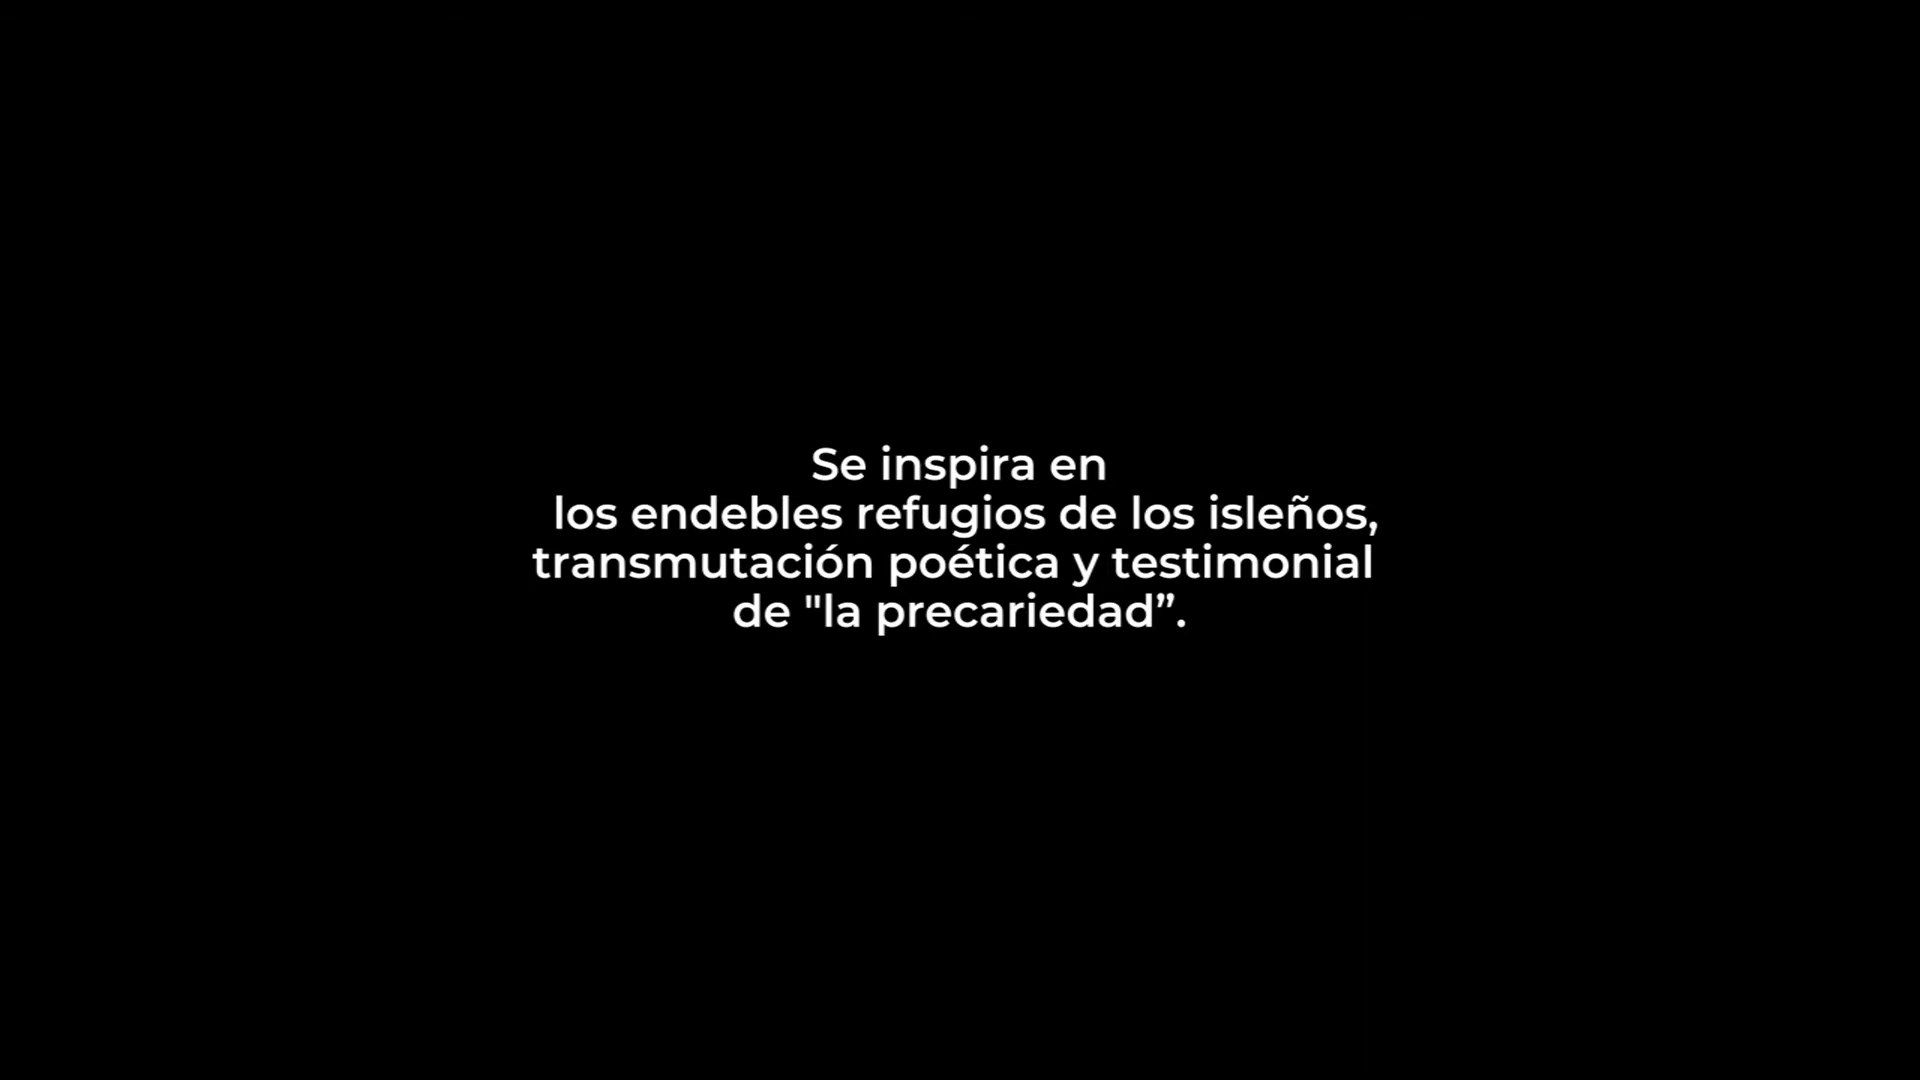 Se inspira en
los endebles refugios de los isleños,
transmutación poética y testimonial
de "la precariedad”.